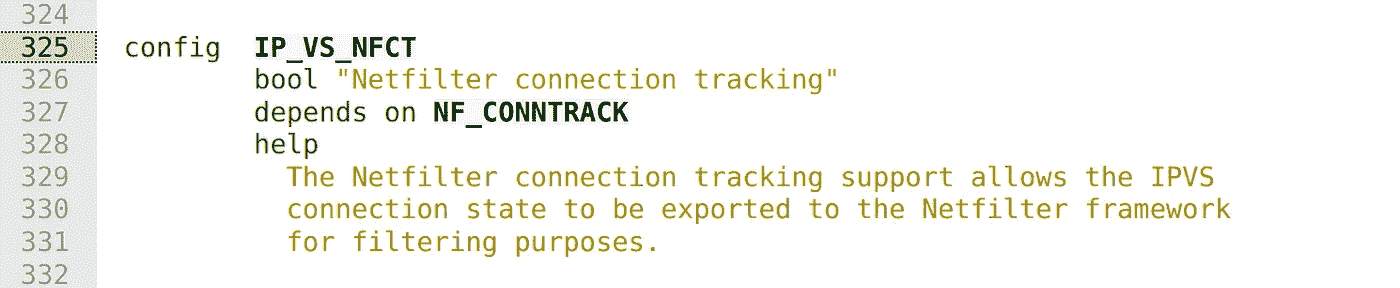 324
325 config IP_VS_NFCT
326 bool "Netfilter connection tracking"
327 depends on NF_CONNTRACK
328 help
329 The Netfilter connection tracking support allows the IPVS
330 connection state to be exported to the Netfilter framework
331 for filtering purposes.
332